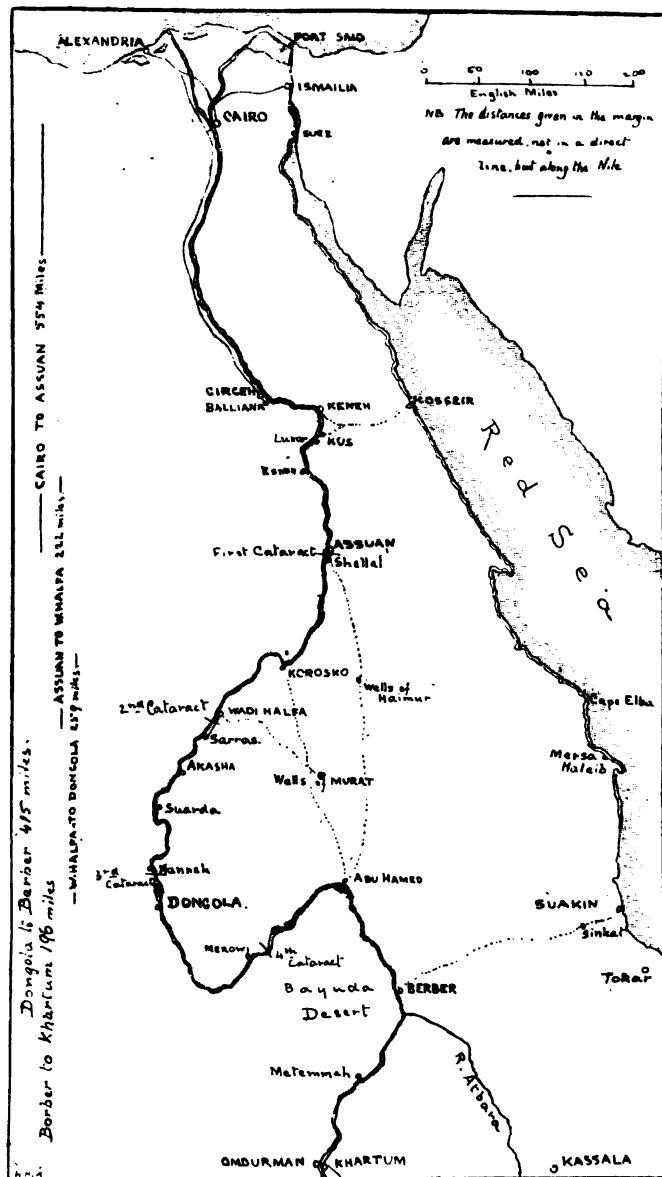 ALEXANDRIA
PORT SAID
ISMAILIA
CAIRO
SUEZ
0 50 100 150 200
English Miles
NB The distances given in the margin
are measured, not in a direct
line, but along the Nile
CAIRO TO ASSUAN 554 Miles
ASSUAN TO W.HALFA 222 miles
W.HALFA TO DONGOLA 259 miles
Dongola to Berber 415 miles.
Berber to Khartum 196 miles
GIRGEH
BALLIANA
KENEH
KOSSEIR
Luxor
KUS
Esneh
Red Sea
First Cataract
ASSUAN
Shellal
KOROSKO
Wells of
Haimur
2nd Cataract
WADI HALFA
Sarras
AKASHA
Wells of MURAT
Suarda
Cape Elba
Mersa
Haleib
Hannek
3rd
Cataract
DONGOLA.
ABU HAMED
MEROWI
4th
Cataract
SUAKIN
Sinkat
TOKAR
Bayuda
Desert
BERBER
Metemmah
R. Atbara
OMDURMAN
KHARTUM
KASSALA